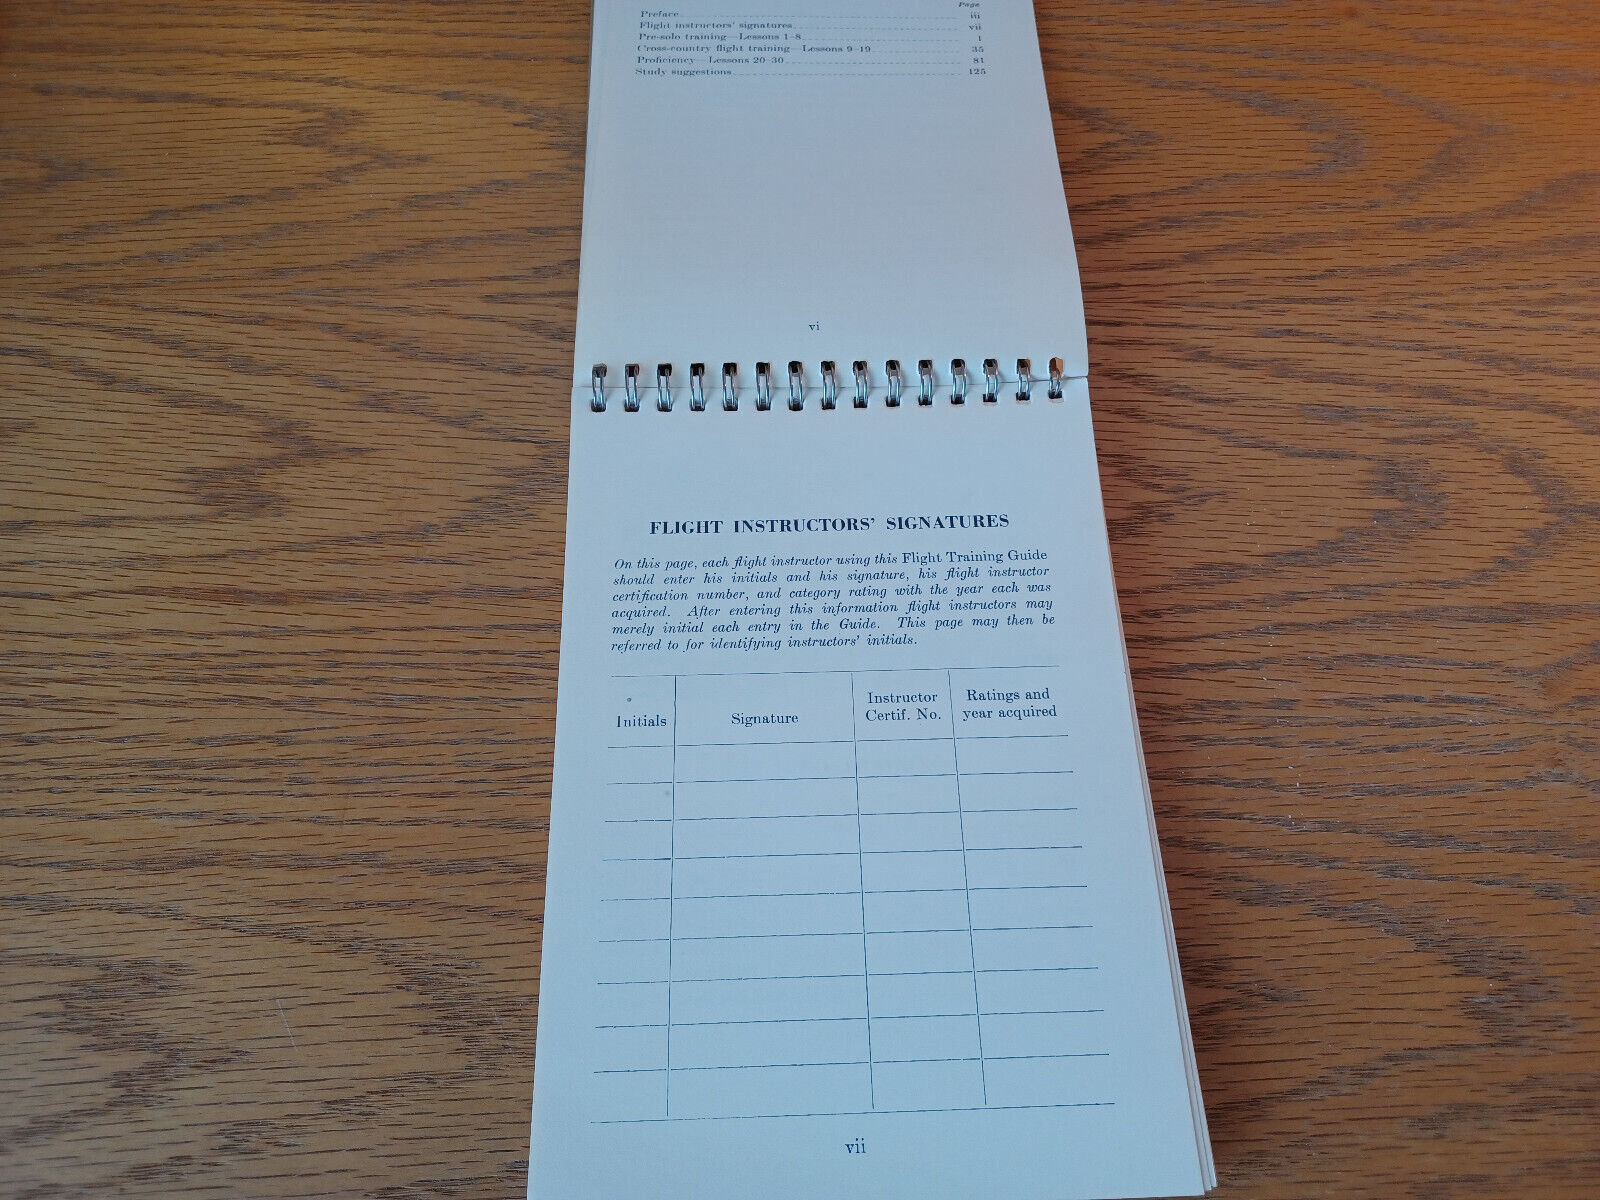 Page
Preface iii
Flight instructors' signatures vii
Pre-solo training—Lessons 1-8 1
Cross-country flight training—Lessons 9-19 35
Proficiency—Lessons 20-30 81
Study suggestions 125
vi
FLIGHT INSTRUCTORS' SIGNATURES
On this page, each flight instructor using this Flight Training Guide
should enter his initials and his signature, his flight instructor
certification number, and category rating with the year each was
acquired. After entering this information flight instructors may
merely initial each entry in the Guide. This page may then be
referred to for identifying instructors' initials.
Initials
Signature
Instructor
Certif. No.
Ratings and
year acquired
vii